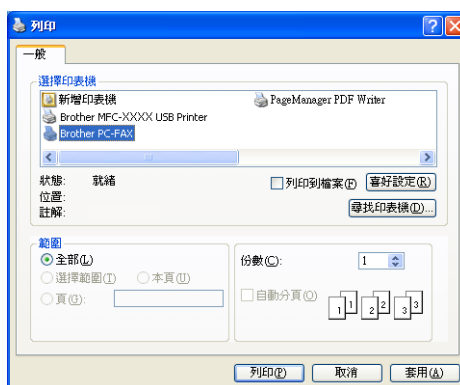 列印
一般
選擇印表機
新增印表機
PageManager PDF Writer
Brother MFC-XXXX USB Printer
Brother PC-FAX
狀態: 就緒
列印到檔案(F)
喜好設定(R)
位置:
註解:
尋找印表機(D)...
範圍
全部(L)
選擇範圍(T)
本頁(U)
頁(G):
份數(C):
1
自動分頁(O)
1 1 2 2 3 3
列印(P)
取消
套用(A)